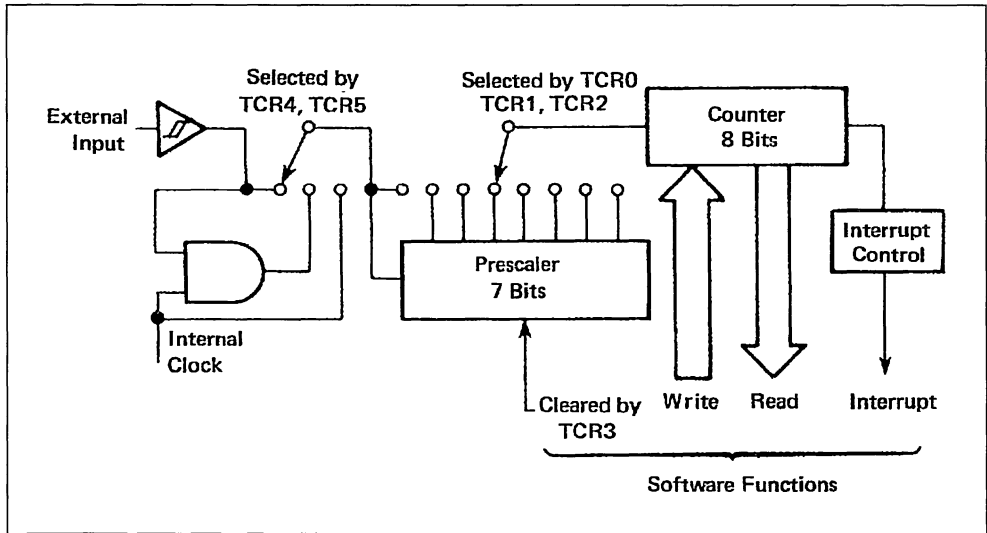 Selected by
TCR4, TCR5
Selected by TCR0
TCR1, TCR2
External
Input
Counter
8 Bits
Interrupt
Control
Prescaler
7 Bits
Internal
Clock
Cleared by
TCR3
Write
Read
Interrupt
Software Functions